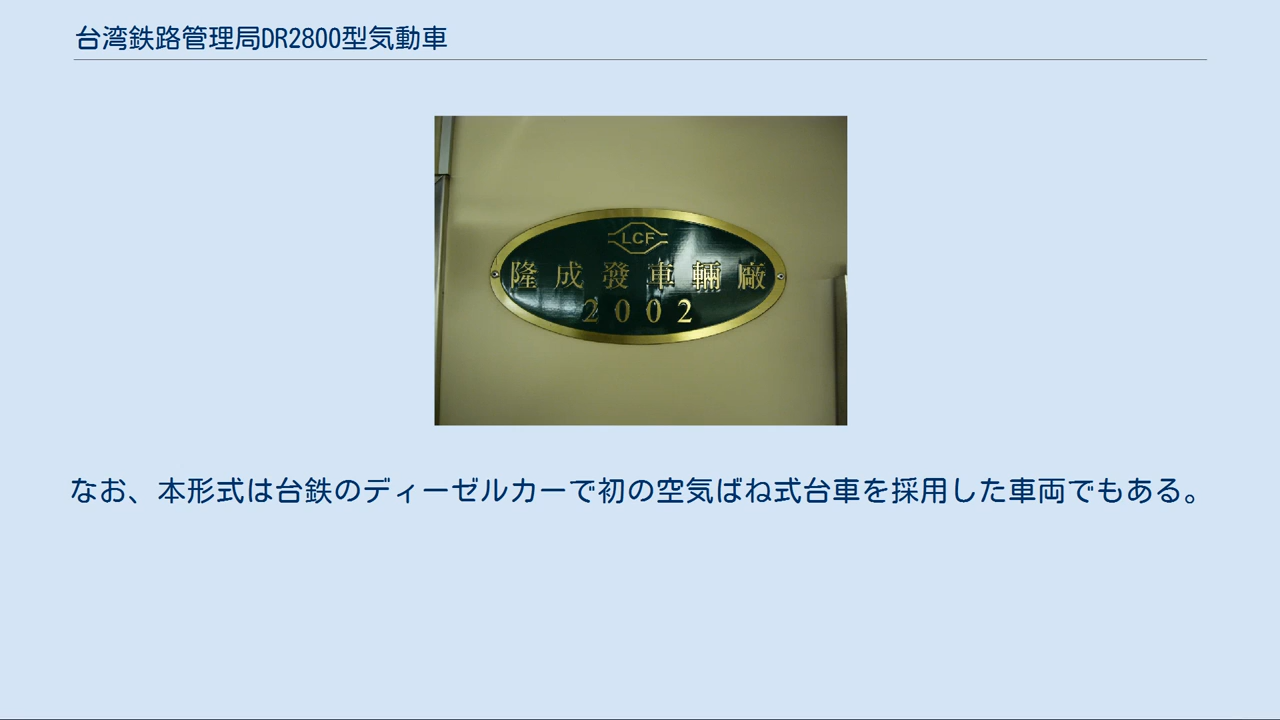 台湾鉄路管理局DR2800型気動車
LCF
隆成發車輛廠
2002
なお、本形式は台鉄のディーゼルカーで初の空気ばね式台車を採用した車両でもある。